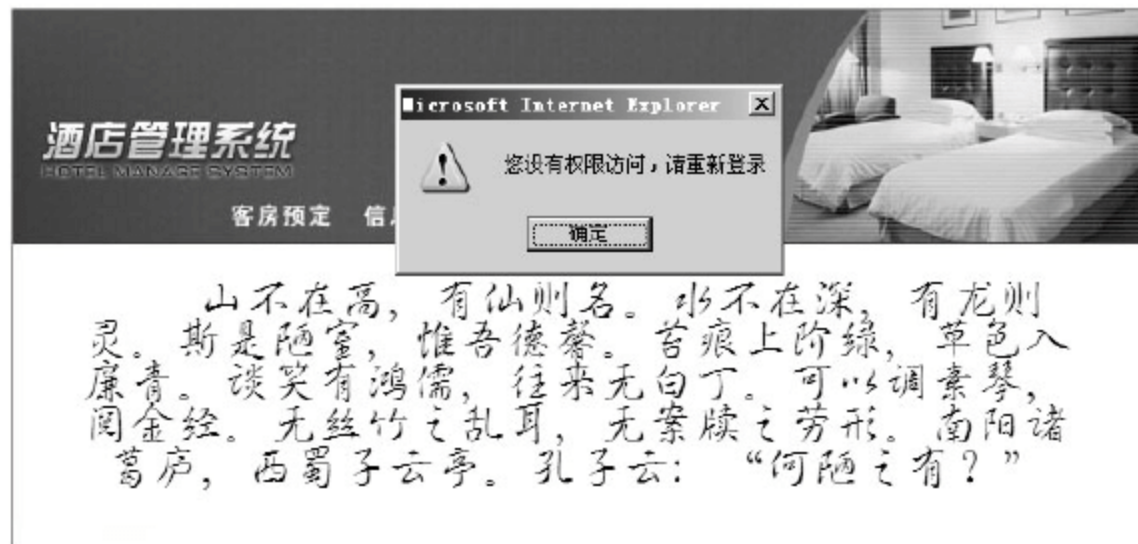 Microsoft Internet Explorer
酒店管理系统
HOTEL MANAGE SYSTEM
您没有权限访问，请重新登录
客房预定 信
确定
山不在高，有仙则名。水不在深，有龙则
灵。斯是陋室，惟吾德馨。苔痕上阶绿，草色入
廉青。谈笑有鸿儒，往来无白丁。可以调素琴，
阅金经。无丝竹之乱耳，无案牍之劳形。南阳诸
葛庐，西蜀子云亭。孔子云：“何陋之有？”